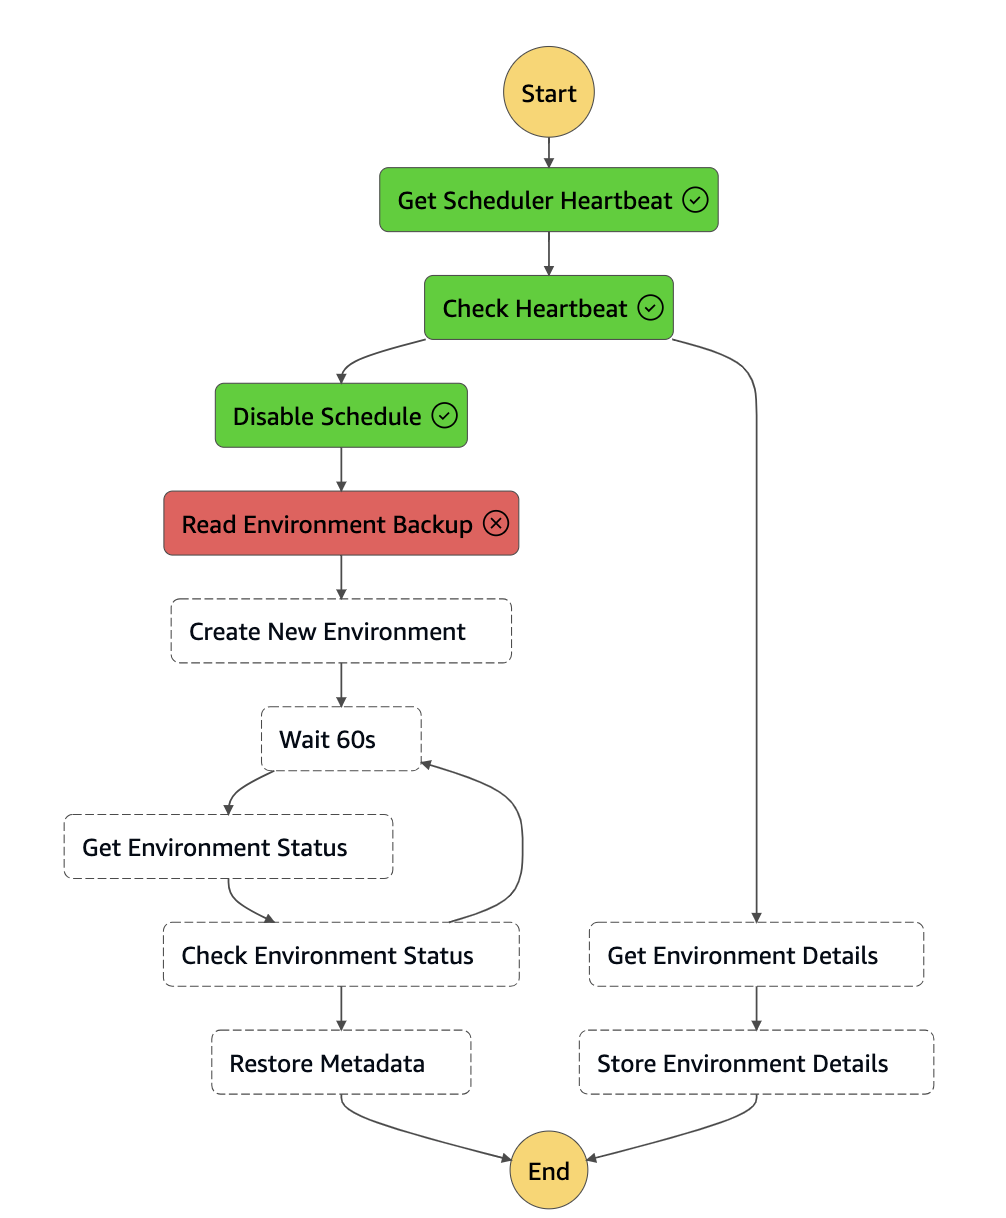 Start
Get Scheduler Heartbeat
Check Heartbeat
Disable Schedule
Read Environment Backup
Create New Environment
Wait 60s
Get Environment Status
Check Environment Status
Get Environment Details
Restore Metadata
Store Environment Details
End